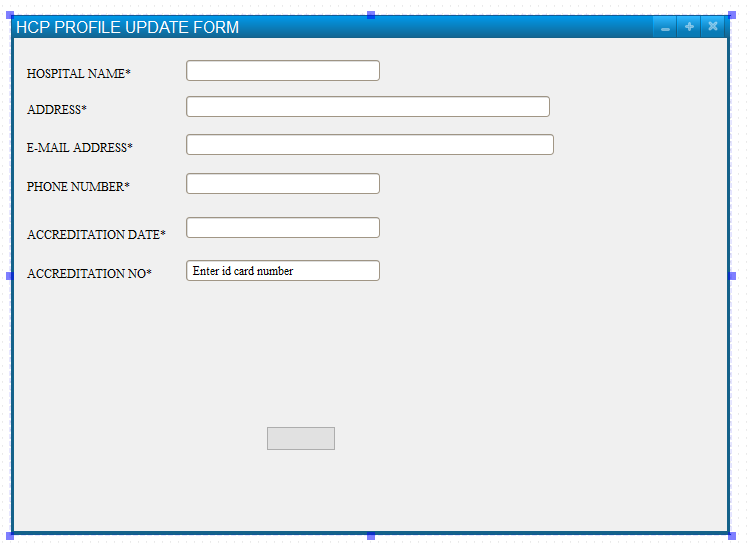 HCP PROFILE UPDATE FORM
HOSPITAL NAME*
ADDRESS*
E-MAIL ADDRESS*
PHONE NUMBER*
ACCREDITATION DATE*
ACCREDITATION NO* Enter id card number